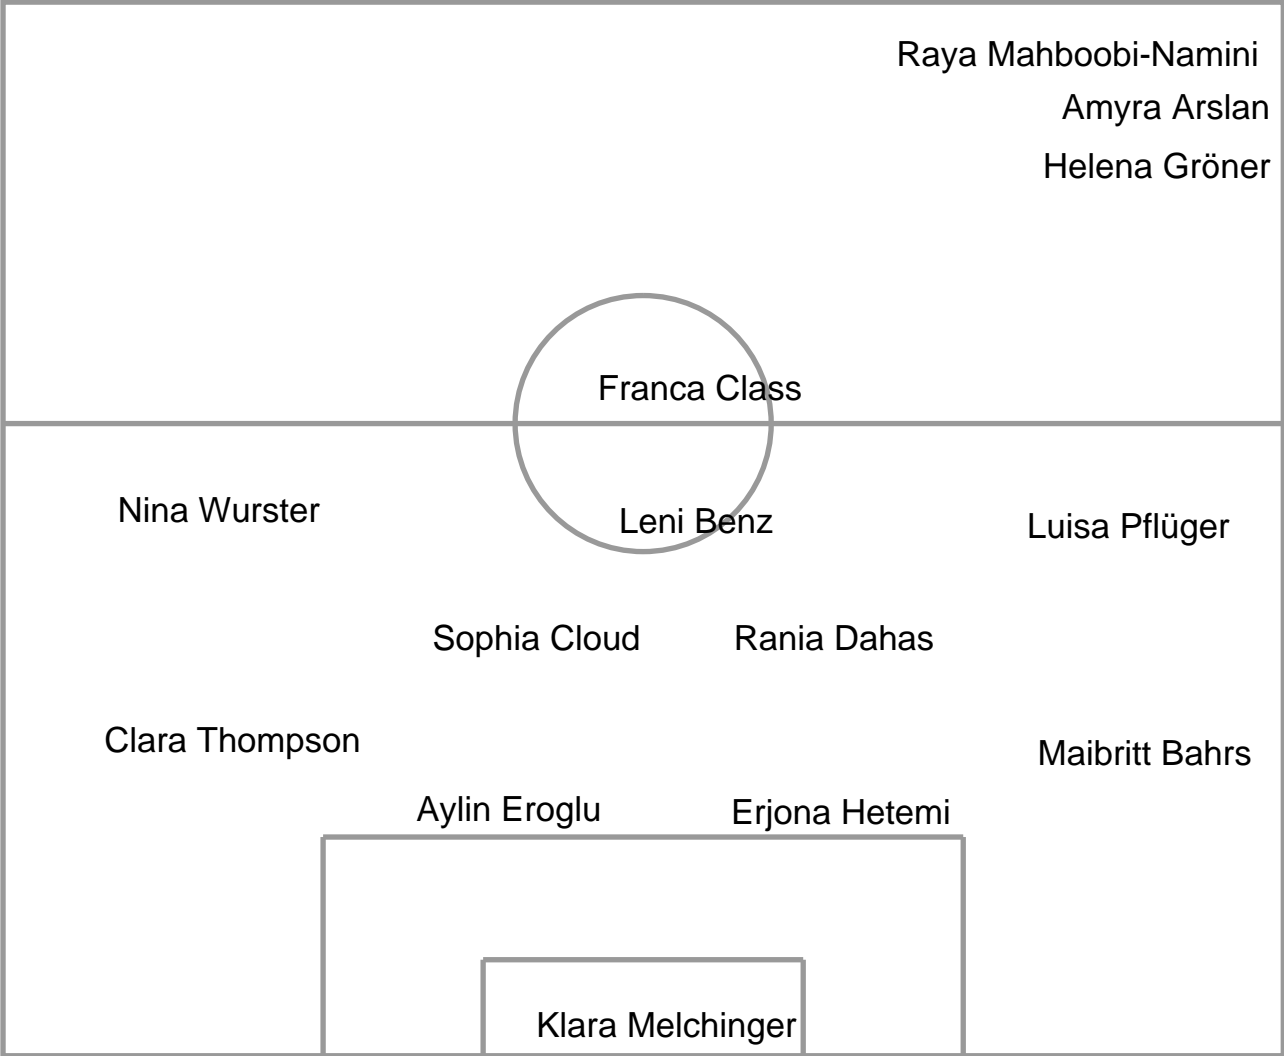 Raya Mahboobi-Namini
Amyra Arslan
Helena Gröner
Franca Class
Nina Wurster
Leni Benz
Luisa Pflüger
Sophia Cloud
Rania Dahas
Clara Thompson
Maibritt Bahrs
Aylin Eroglu
Erjona Hetemi
Klara Melchinger